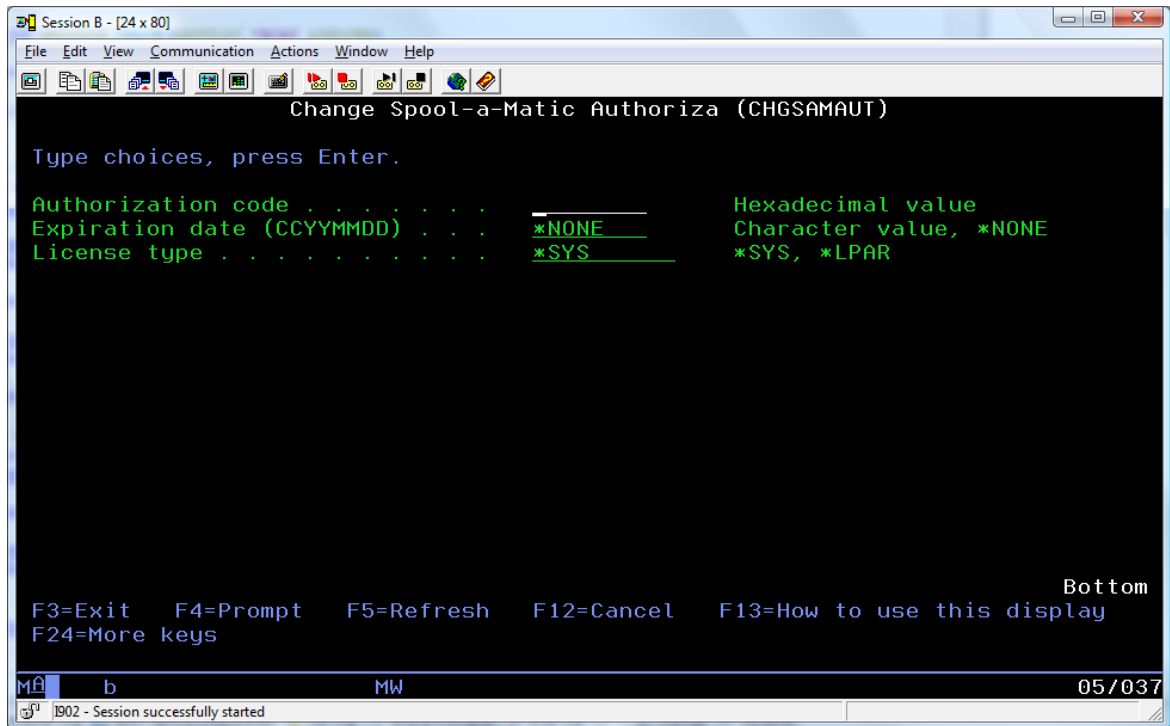 Session B - [24 x 80]
File Edit View Communication Actions Window Help
Change Spool-a-Matic Authoriza (CHGSAMAUT)
Type choices, press Enter.
Authorization code . . . . . . . Hexadecimal value
Expiration date (CCYYMMDD) . . . *NONE Character value, *NONE
License type . . . . . . . . . . *SYS *SYS, *LPAR
Bottom
F3=Exit F4=Prompt F5=Refresh F12=Cancel F13=How to use this display
F24=More keys
MA b MW 05/037
I902 - Session successfully started